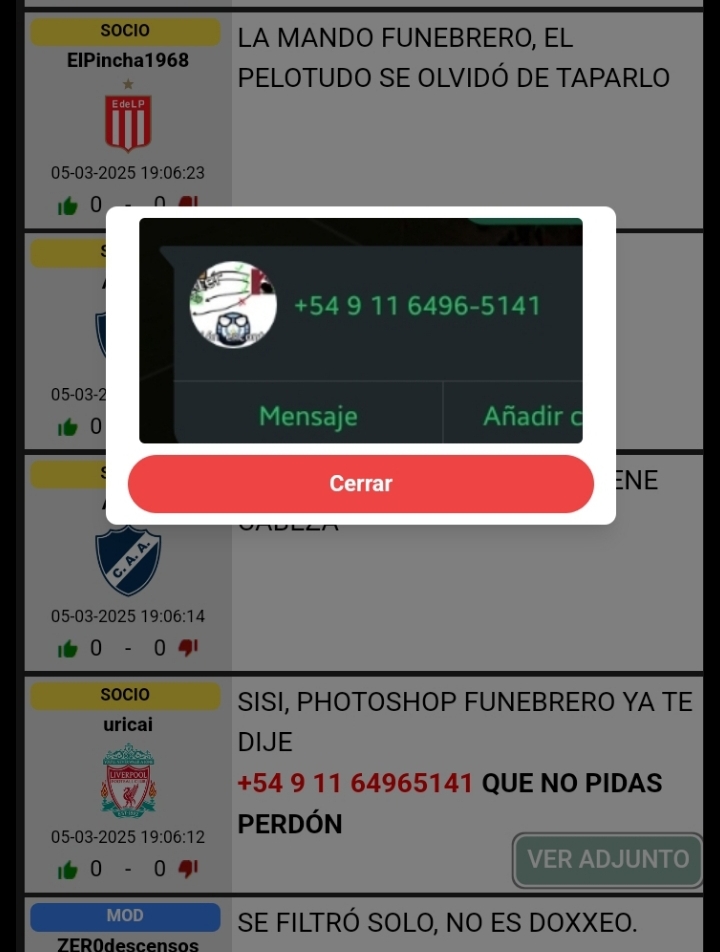 SOCIO
ElPincha1968
E de L P
05-03-2025 19:06:23
0 - 0
LA MANDO FUNEBRERO, EL
PELOTUDO SE OLVIDÓ DE TAPARLO
+54 9 11 6496-5141
Mensaje
Añadir c
Cerrar
05-03-2
0
ENE
CABEZA
C. A. A.
05-03-2025 19:06:14
0 - 0
SOCIO
uricai
LIVERPOOL
05-03-2025 19:06:12
0 - 0
SISI, PHOTOSHOP FUNEBRERO YA TE
DIJE
+54 9 11 64965141 QUE NO PIDAS
PERDÓN
VER ADJUNTO
MOD
ZER0descensos
SE FILTRÓ SOLO, NO ES DOXXEO.